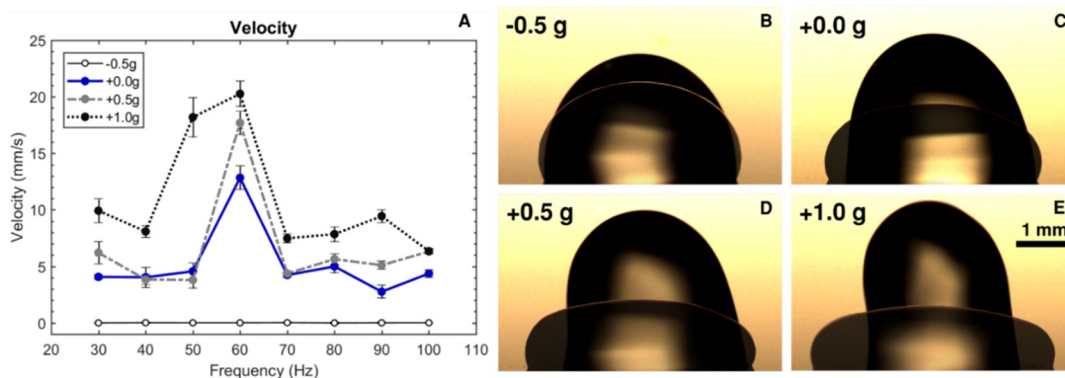 Velocity
A
25
20
15
10
5
0
-0.5g
+0.0g
+0.5g
+1.0g
Velocity (mm/s)
20 30 40 50 60 70 80 90 100 110
Frequency (Hz)
-0.5 g
B
+0.0 g
C
+0.5 g
D
+1.0 g
E
1 mm